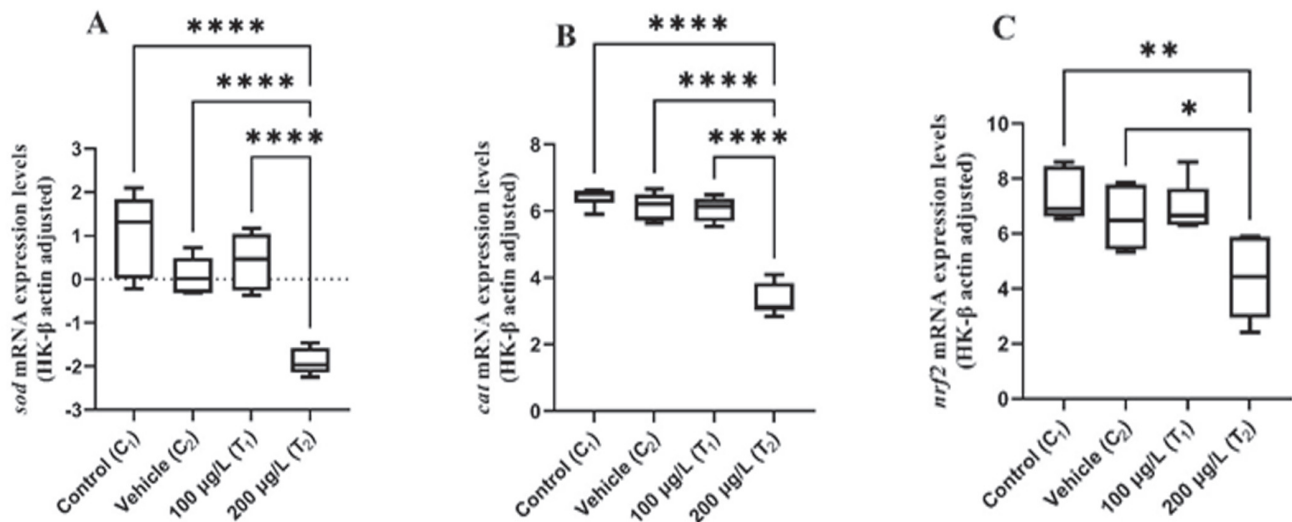 A
****
****
****
sod mRNA expression levels
(HK-β actin adjusted)
3
2
1
0
-1
-2
-3
Control (C₁)
Vehicle (C₂)
100 µg/L (T₁)
200 µg/L (T₂)
B
****
****
****
cat mRNA expression levels
(HK-β actin adjusted)
8
6
4
2
0
Control (C₁)
Vehicle (C₂)
100 µg/L (T₁)
200 µg/L (T₂)
C
**
*
nrf2 mRNA expression levels
(HK-β actin adjusted)
10
8
6
4
2
0
Control (C₁)
Vehicle (C₂)
100 µg/L (T₁)
200 µg/L (T₂)